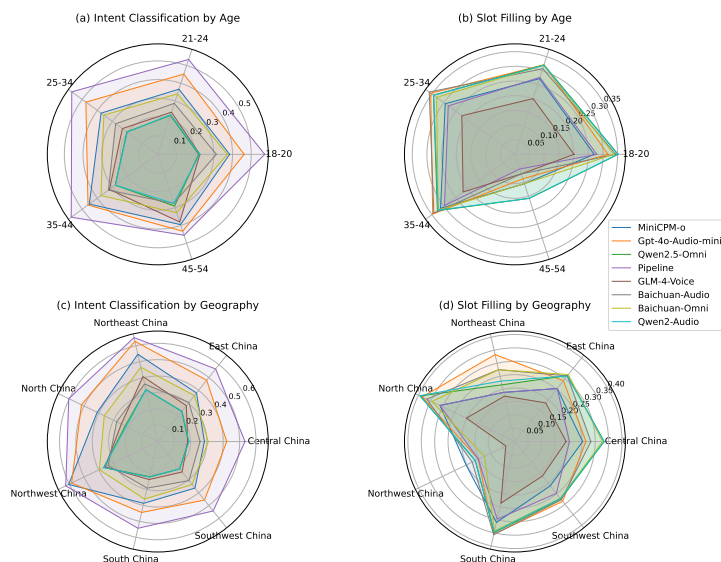 (a) Intent Classification by Age
21-24
25-34
18-20
35-44
45-54
0.1
0.2
0.3
0.4
0.5
(b) Slot Filling by Age
21-24
25-34
18-20
35-44
45-54
0.05
0.10
0.15
0.20
0.25
0.30
0.35
MiniCPM-o
Gpt-4o-Audio-mini
Qwen2.5-Omni
Pipeline
GLM-4-Voice
Baichuan-Audio
Baichuan-Omni
Qwen2-Audio
(c) Intent Classification by Geography
Northeast China
East China
North China
Central China
Northwest China
South China
Southwest China
0.1
0.2
0.3
0.4
0.5
0.6
(d) Slot Filling by Geography
Northeast China
East China
North China
Central China
Northwest China
South China
Southwest China
0.05
0.10
0.15
0.20
0.25
0.30
0.35
0.40